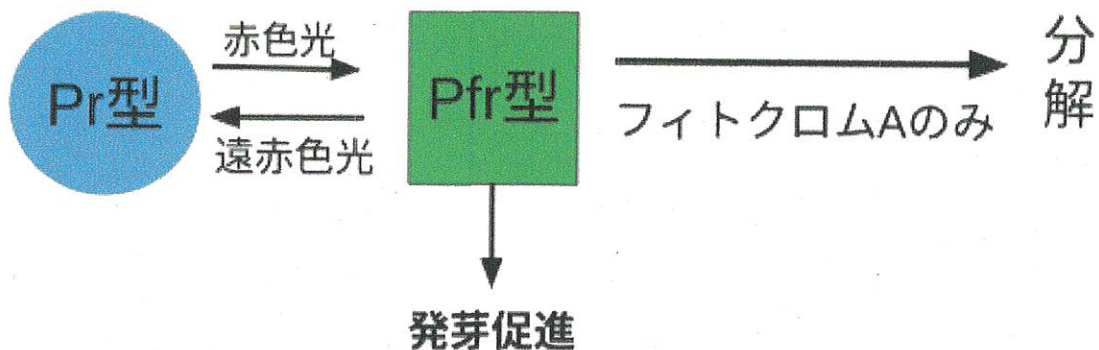 赤色光
Pr型
Pfr型
遠赤色光
フィトクロムAのみ
分解
発芽促進